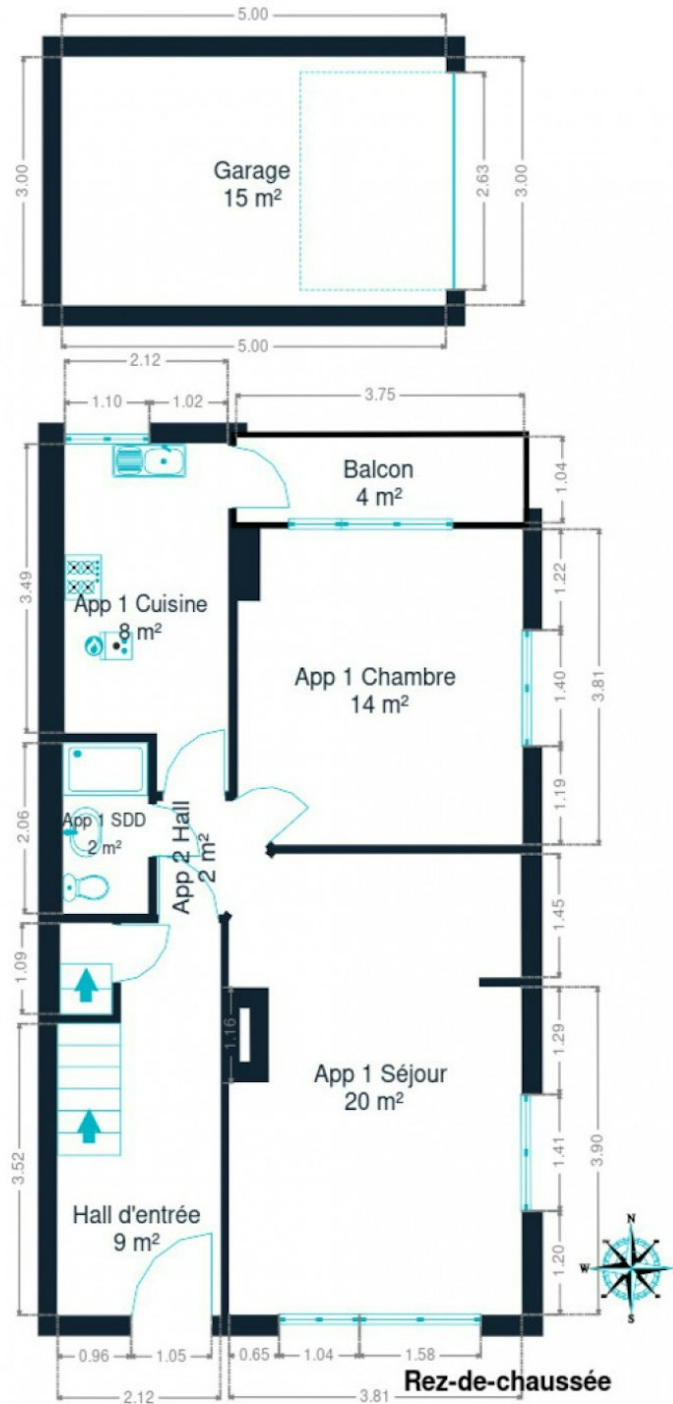 5.00
3.00
Garage
15 m²
2.63
3.00
5.00
2.12
1.10
1.02
3.75
Balcon
4 m²
1.04
3.49
App 1 Cuisine
8 m²
App 1 Chambre
14 m²
1.22
1.40
3.81
1.19
2.06
App 1 SDD
2 m²
App 2 Hall
2 m²
1.45
1.09
1.16
App 1 Séjour
20 m²
1.29
1.41
3.90
1.20
3.52
Hall d'entrée
9 m²
N
W
S
0.96
1.05
0.65
1.04
1.58
2.12
3.81
Rez-de-chaussée